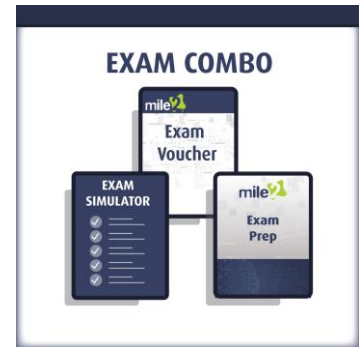 EXAM COMBO
mile2
Exam
Voucher
EXAM
SIMULATOR
mile2
Exam
Prep